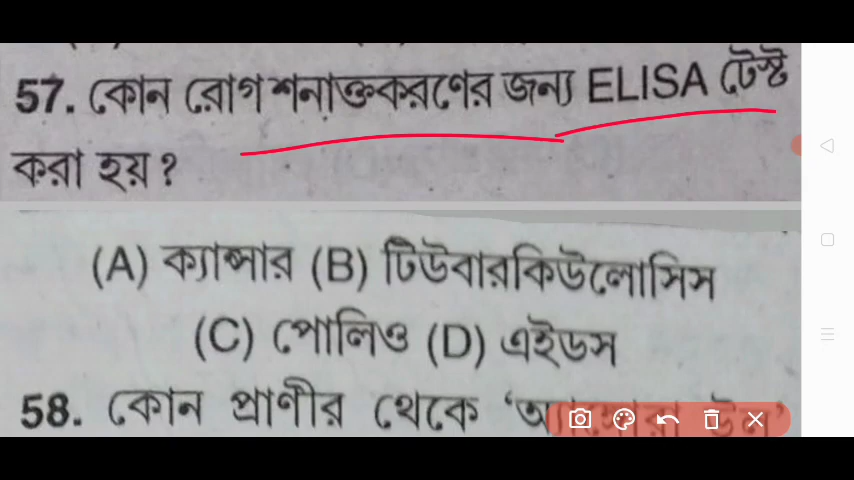 57. কোন রোগ শনাক্তকরণের জন্য ELISA টেস্ট
করা হয়?
(A) ক্যান্সার (B) টিউবারকিউলোসিস
(C) পোলিও (D) এইডস
58. কোন প্রাণীর থেকে